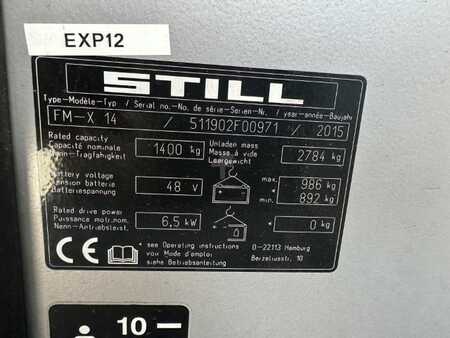 EXP12
STILL
Type-Modèle-Typ / Serial no.-No. de série-Serien-Nr. / year-année-Baujahr
FM-X 14 / 511902F00971 / 2015
Rated capacity
Capacité nominale
Nenn-Tragfähigkeit
1400 kg
Unladen mass
Masse à vide
Leergewicht
2784 kg
Battery voltage
Tension batterie
Batteriespannung
48 V
max. 986 kg
*
min. 892 kg
Rated drive power
Puissance motr.nom.
Nenn-Antriebsleist.
6,5 kW
* 0 kg
CE
* see Operating instructions
voir Mode d'emploi
siehe Betriebsanleitung
D-22113 Hamburg
Berzeliusstr. 10
10 —